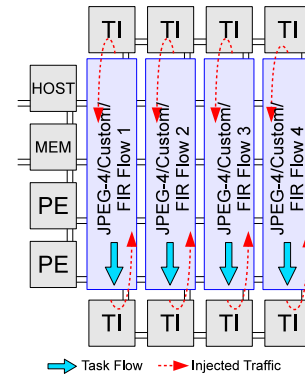 TI TI TI TI
HOST
MEM
PE
PE
JPEG-4/Custom/
FIR Flow 1
JPEG-4/Custom/
FIR Flow 2
JPEG-4/Custom/
FIR Flow 3
JPEG-4/Custom/
FIR Flow 4
TI TI TI TI
Task Flow Injected Traffic